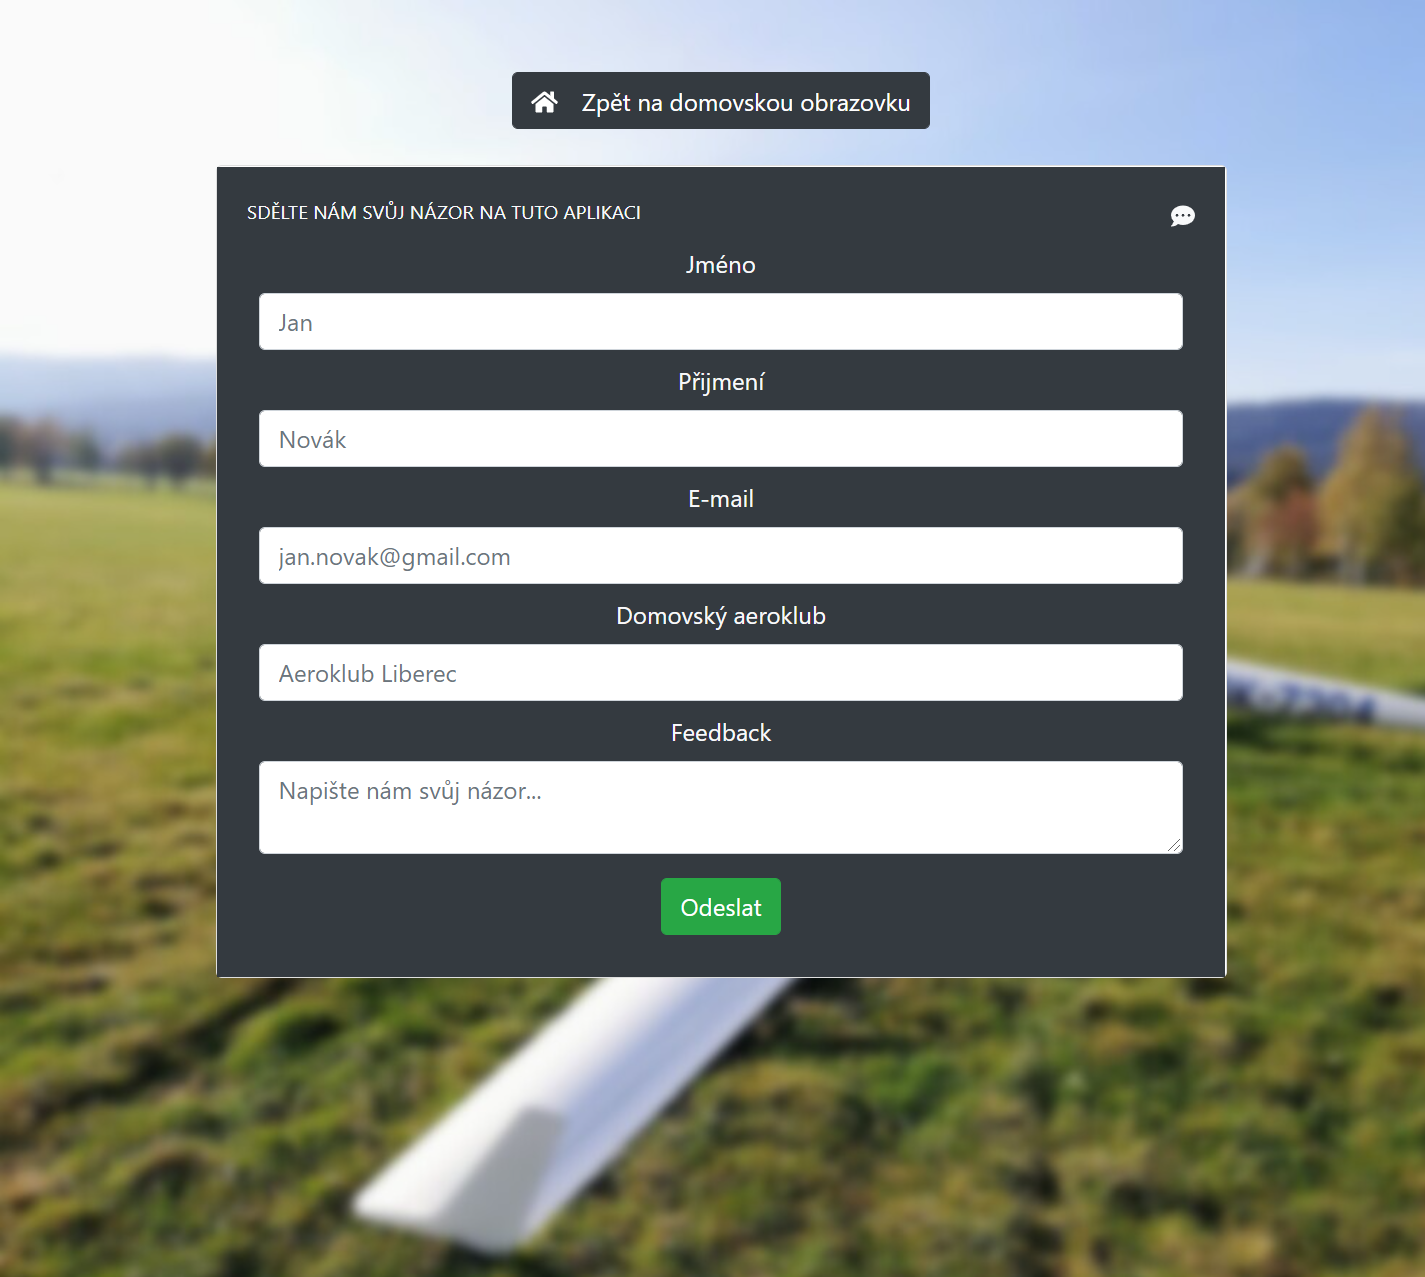 Zpět na domovskou obrazovku
SDĚLTE NÁM SVŮJ NÁZOR NA TUTO APLIKACI
Jméno
Jan
Přijmení
Novák
E-mail
jan.novak@gmail.com
Domovský aeroklub
Aeroklub Liberec
Feedback
Napište nám svůj názor...
Odeslat